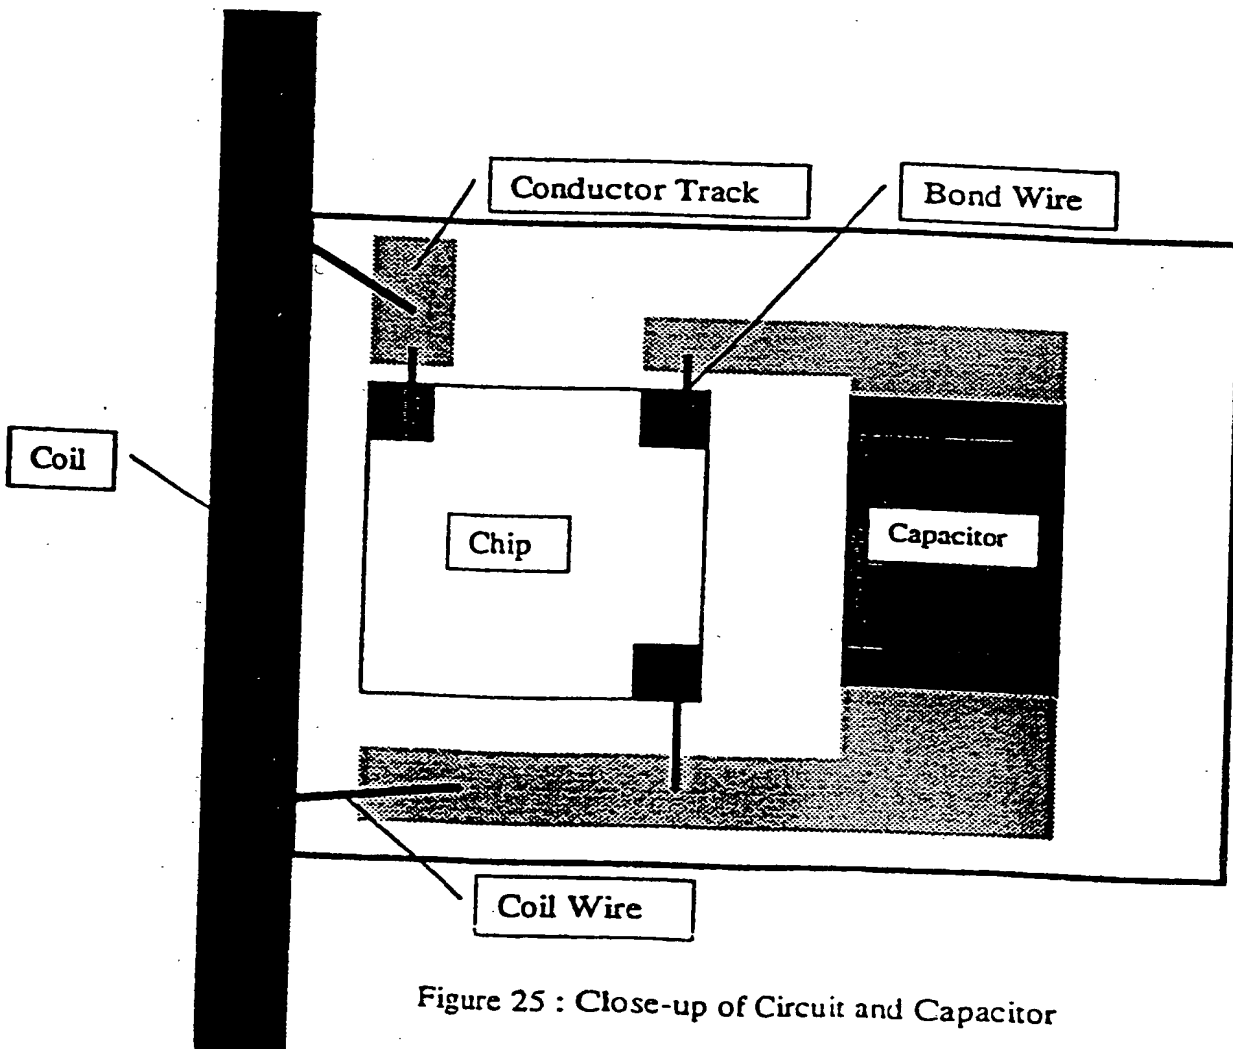 Conductor Track
Bond Wire
Coil
Chip
Capacitor
Coil Wire
Figure 25 : Close-up of Circuit and Capacitor